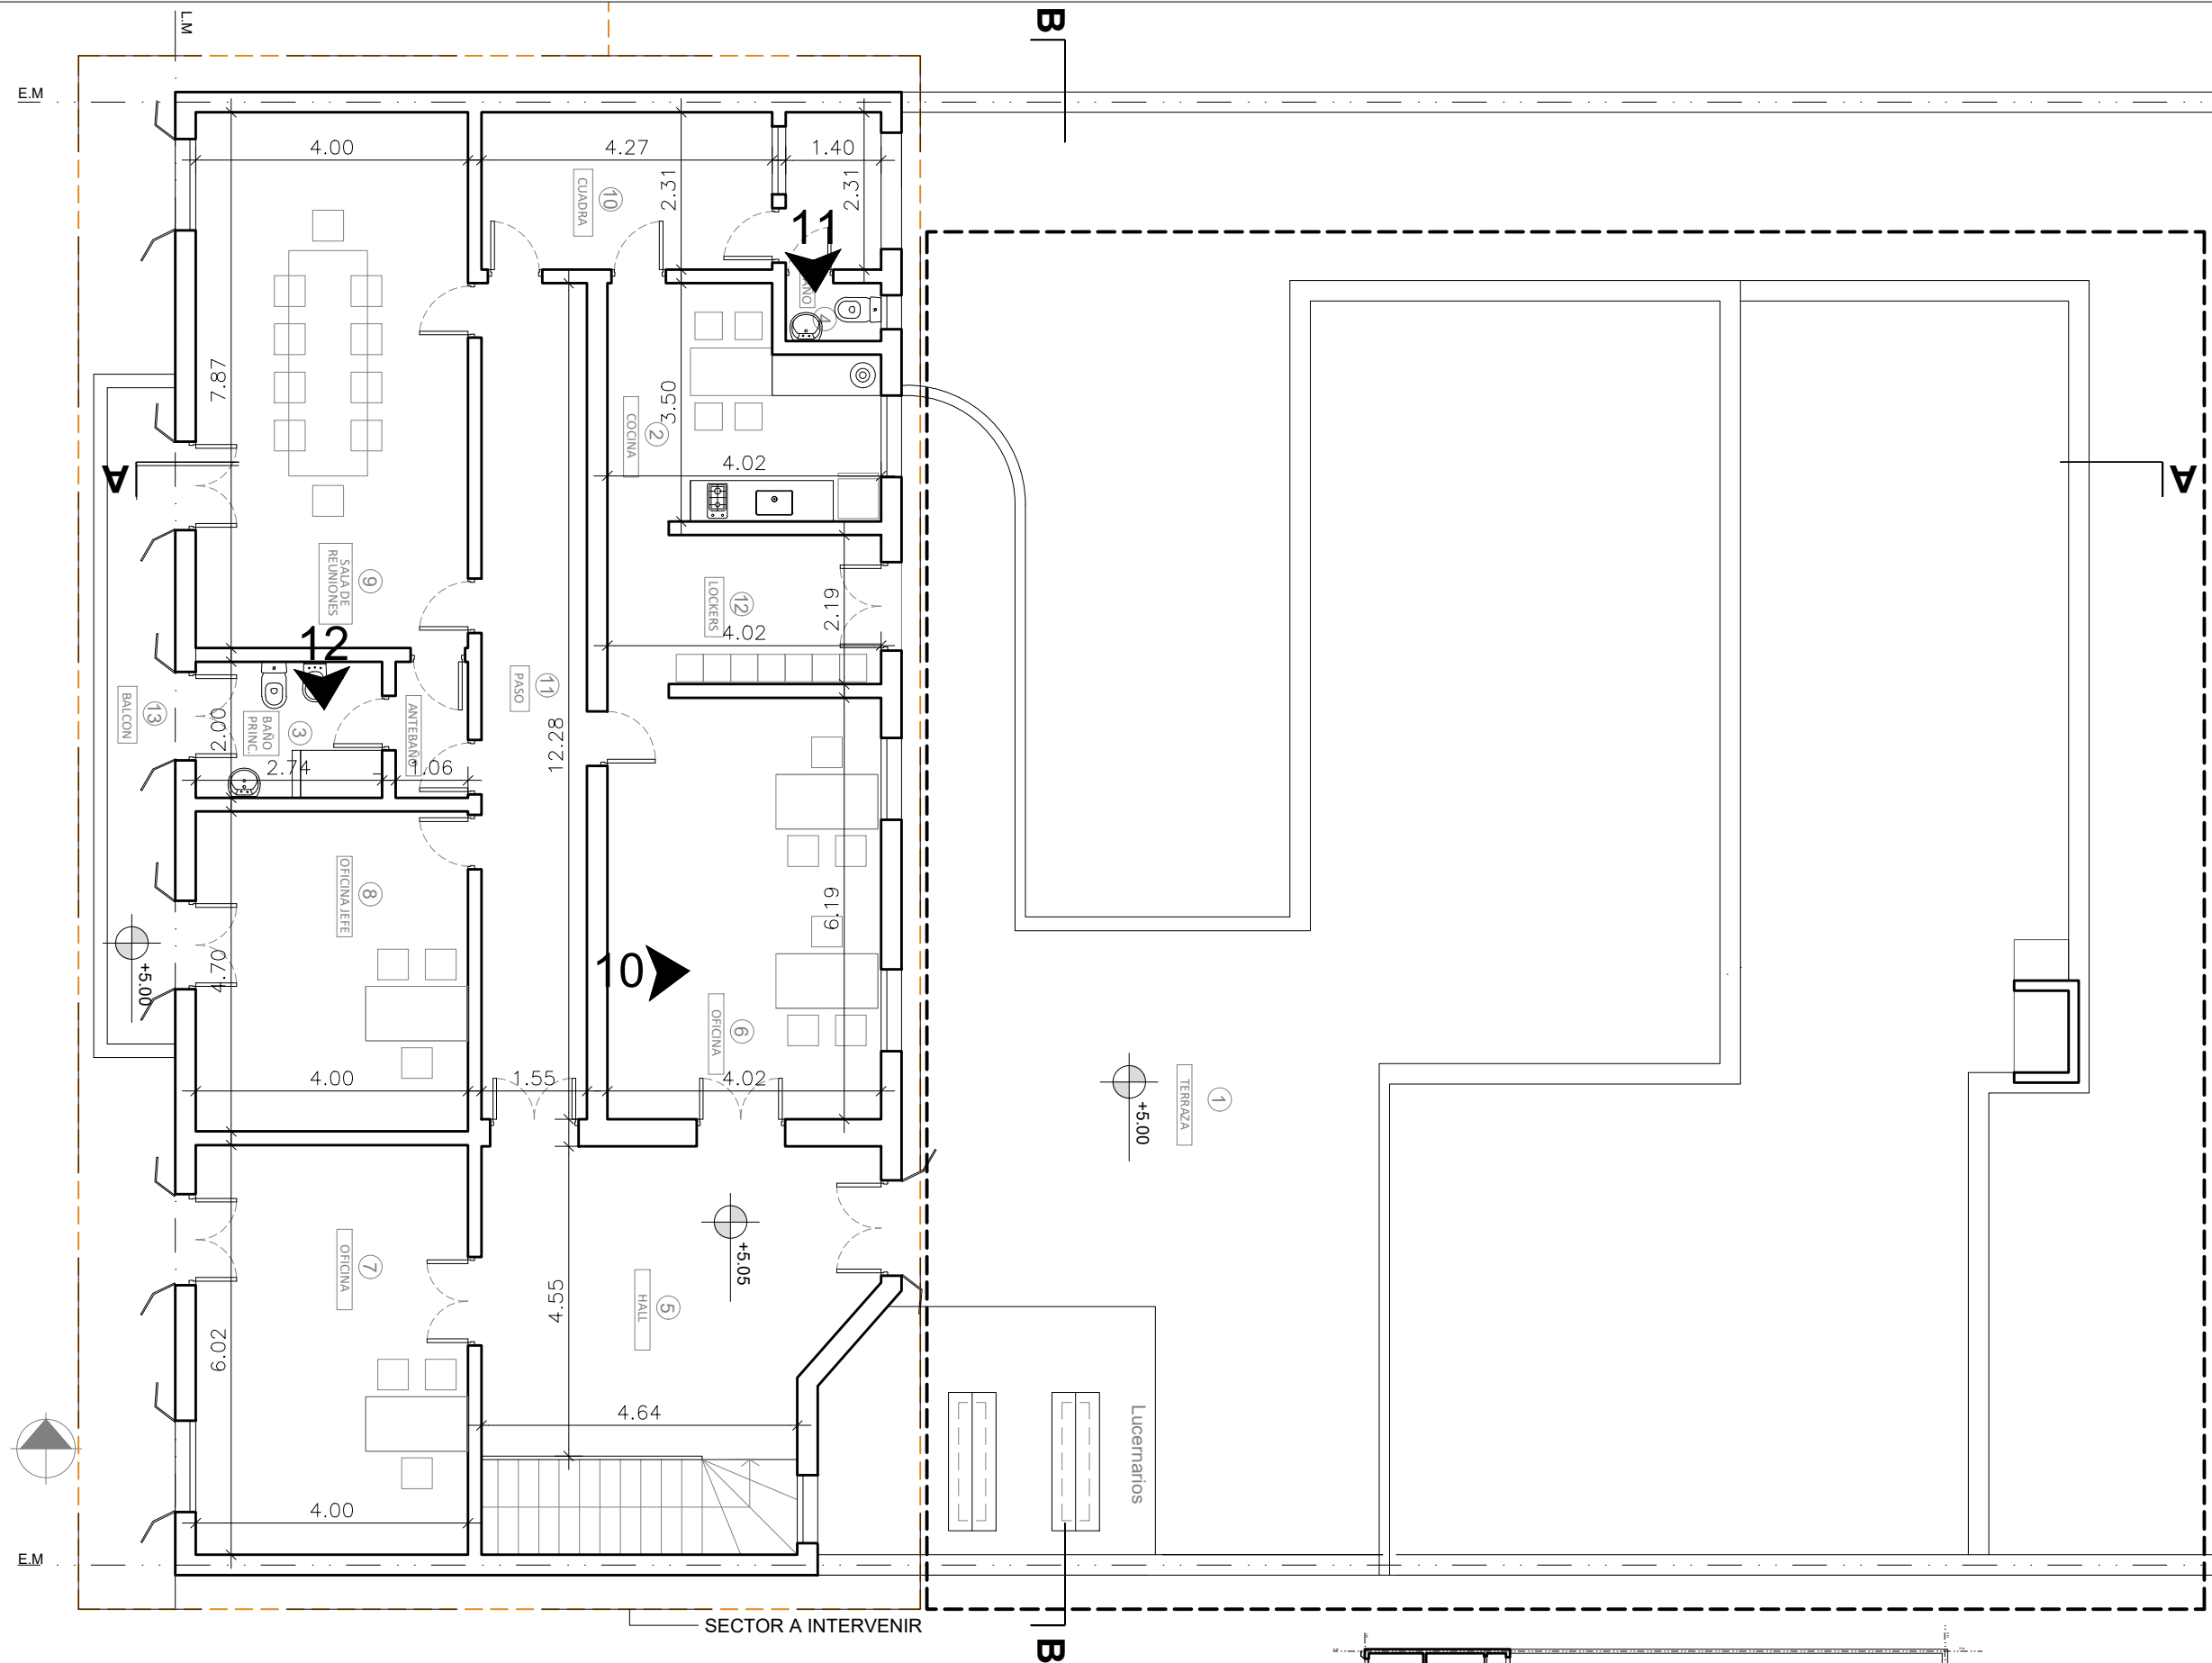 L.M
B
E.M
4.00
4.27
1.40
2.31
2.31
10
CUADRA
11
4
7.87
3.50
2
COCINA
4.02
A
A
9
SALA DE
REUNIONES
12
LOCKERS
2.19
4.02
12
11
PASO
13
BALCON
3
BAÑO
PRINC.
ANTEBAÑO
2.00
2.74
1.06
12.28
8
OFICINA JEFE
6.19
+5.00
4.70
10
6
OFICINA
4.00
1.55
4.02
1
TERRAZA
+5.00
+5.05
7
OFICINA
5
HALL
4.55
6.02
4.64
Lucernarios
4.00
E.M
SECTOR A INTERVENIR
B